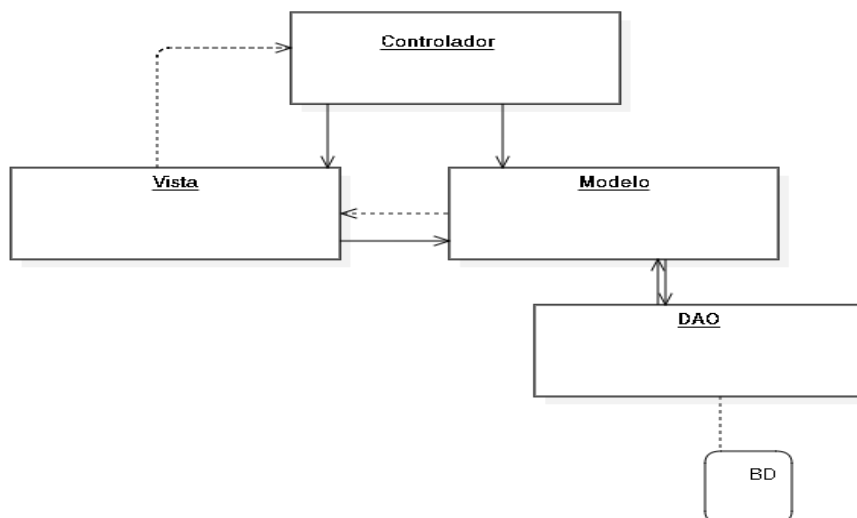 Controlador
Vista
Modelo
DAO
BD